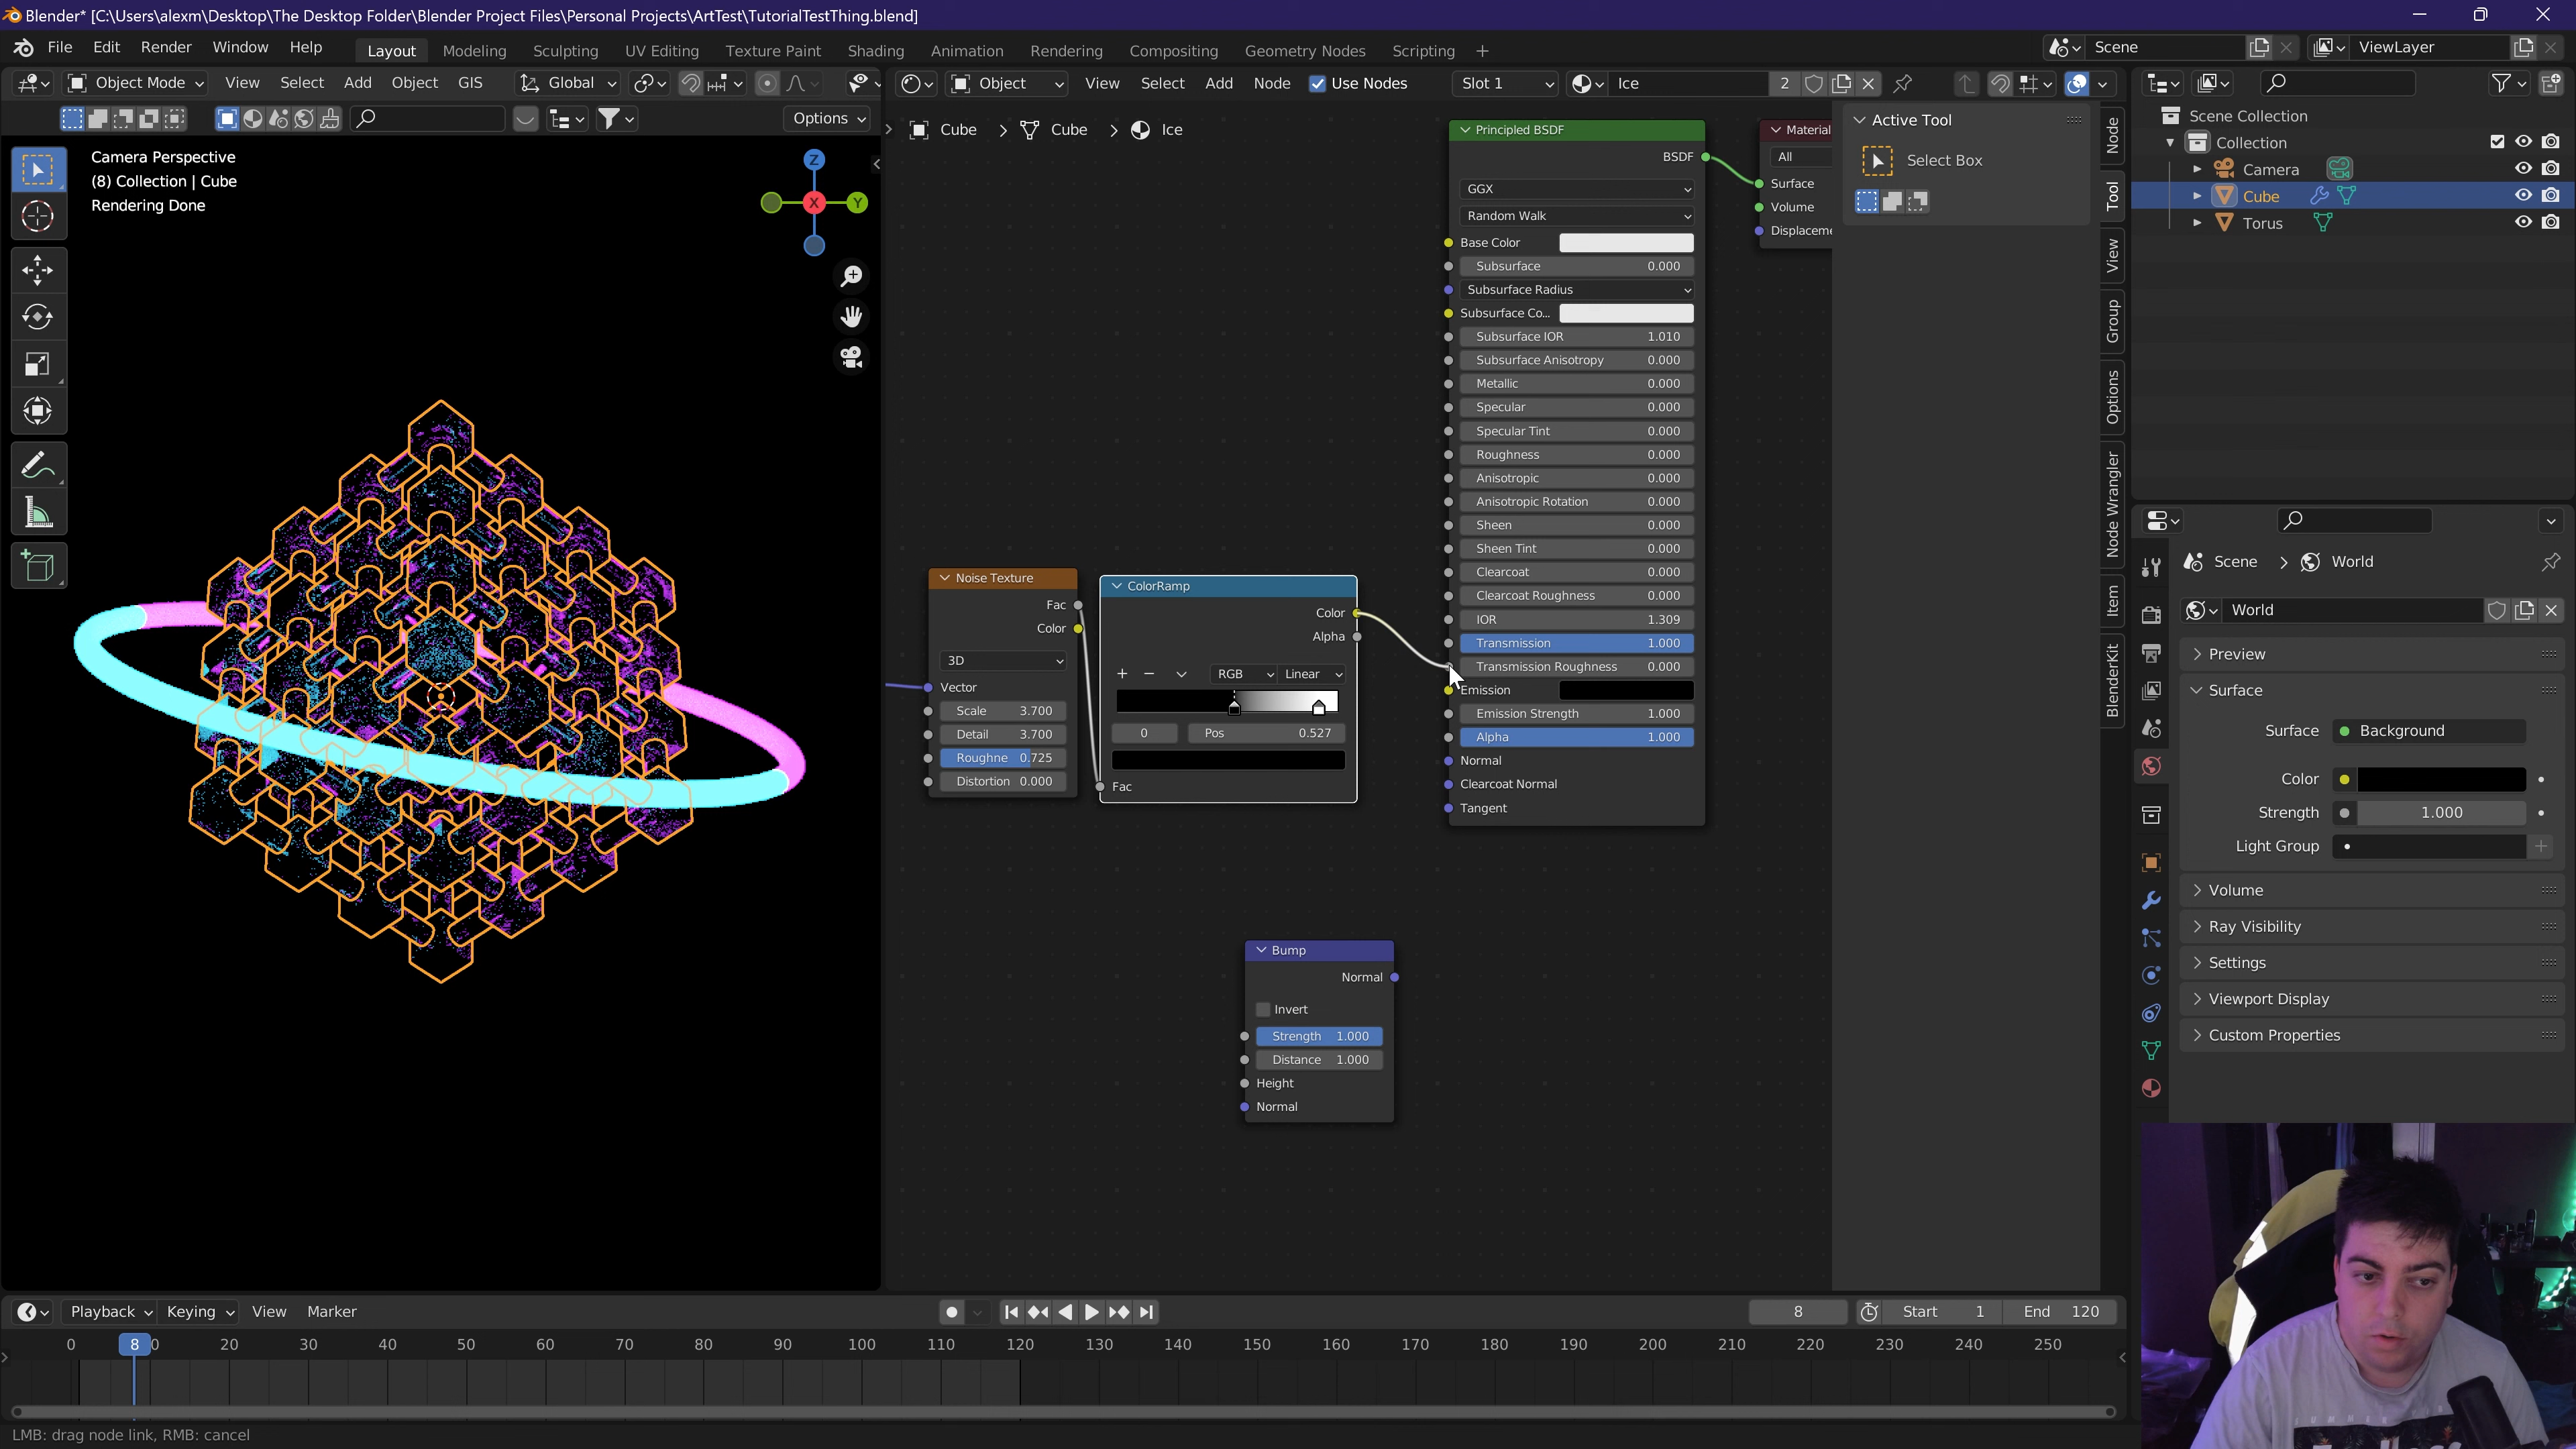 Blender* [C:\Users\alexm\Desktop\The Desktop Folder\Blender Project Files\Personal Projects\ArtTest\TutorialTestThing.blend]
File Edit Render Window Help Layout Modeling Sculpting UV Editing Texture Paint Shading Animation Rendering Compositing Geometry Nodes Scripting + Scene ViewLayer
Object Mode View Select Add Object GIS Global Object View Select Add Node Use Nodes Slot 1 Ice 2
Options
Cube > Cube > Ice
Camera Perspective
(8) Collection | Cube
Rendering Done
Z
X
Y
Principled BSDF
BSDF
GGX
Random Walk
Base Color
Subsurface 0.000
Subsurface Radius
Subsurface Co...
Subsurface IOR 1.010
Subsurface Anisotropy 0.000
Metallic 0.000
Specular 0.000
Specular Tint 0.000
Roughness 0.000
Anisotropic 0.000
Anisotropic Rotation 0.000
Sheen 0.000
Sheen Tint 0.000
Clearcoat 0.000
Clearcoat Roughness 0.000
IOR 1.309
Transmission 1.000
Transmission Roughness 0.000
Emission
Emission Strength 1.000
Alpha 1.000
Normal
Clearcoat Normal
Tangent
Material
All
Surface
Volume
Displaceme
Noise Texture
Fac
Color
3D
Vector
Scale 3.700
Detail 3.700
Roughne 0.725
Distortion 0.000
ColorRamp
Color
Alpha
RGB Linear
0 Pos 0.527
Fac
Bump
Normal
Invert
Strength 1.000
Distance 1.000
Height
Normal
Active Tool
Select Box
Node
Tool
View
Group
Options
Node Wrangler
Item
BlenderKit
Scene Collection
Collection
Camera
Cube
Torus
Scene > World
World
Preview
Surface
Surface Background
Color
Strength 1.000
Light Group
Volume
Ray Visibility
Settings
Viewport Display
Custom Properties
Playback Keying View Marker 8 Start 1 End 120
0 8 0 20 30 40 50 60 70 80 90 100 110 120 130 140 150 160 170 180 190 200 210 220 230 240 250
LMB: drag node link, RMB: cancel